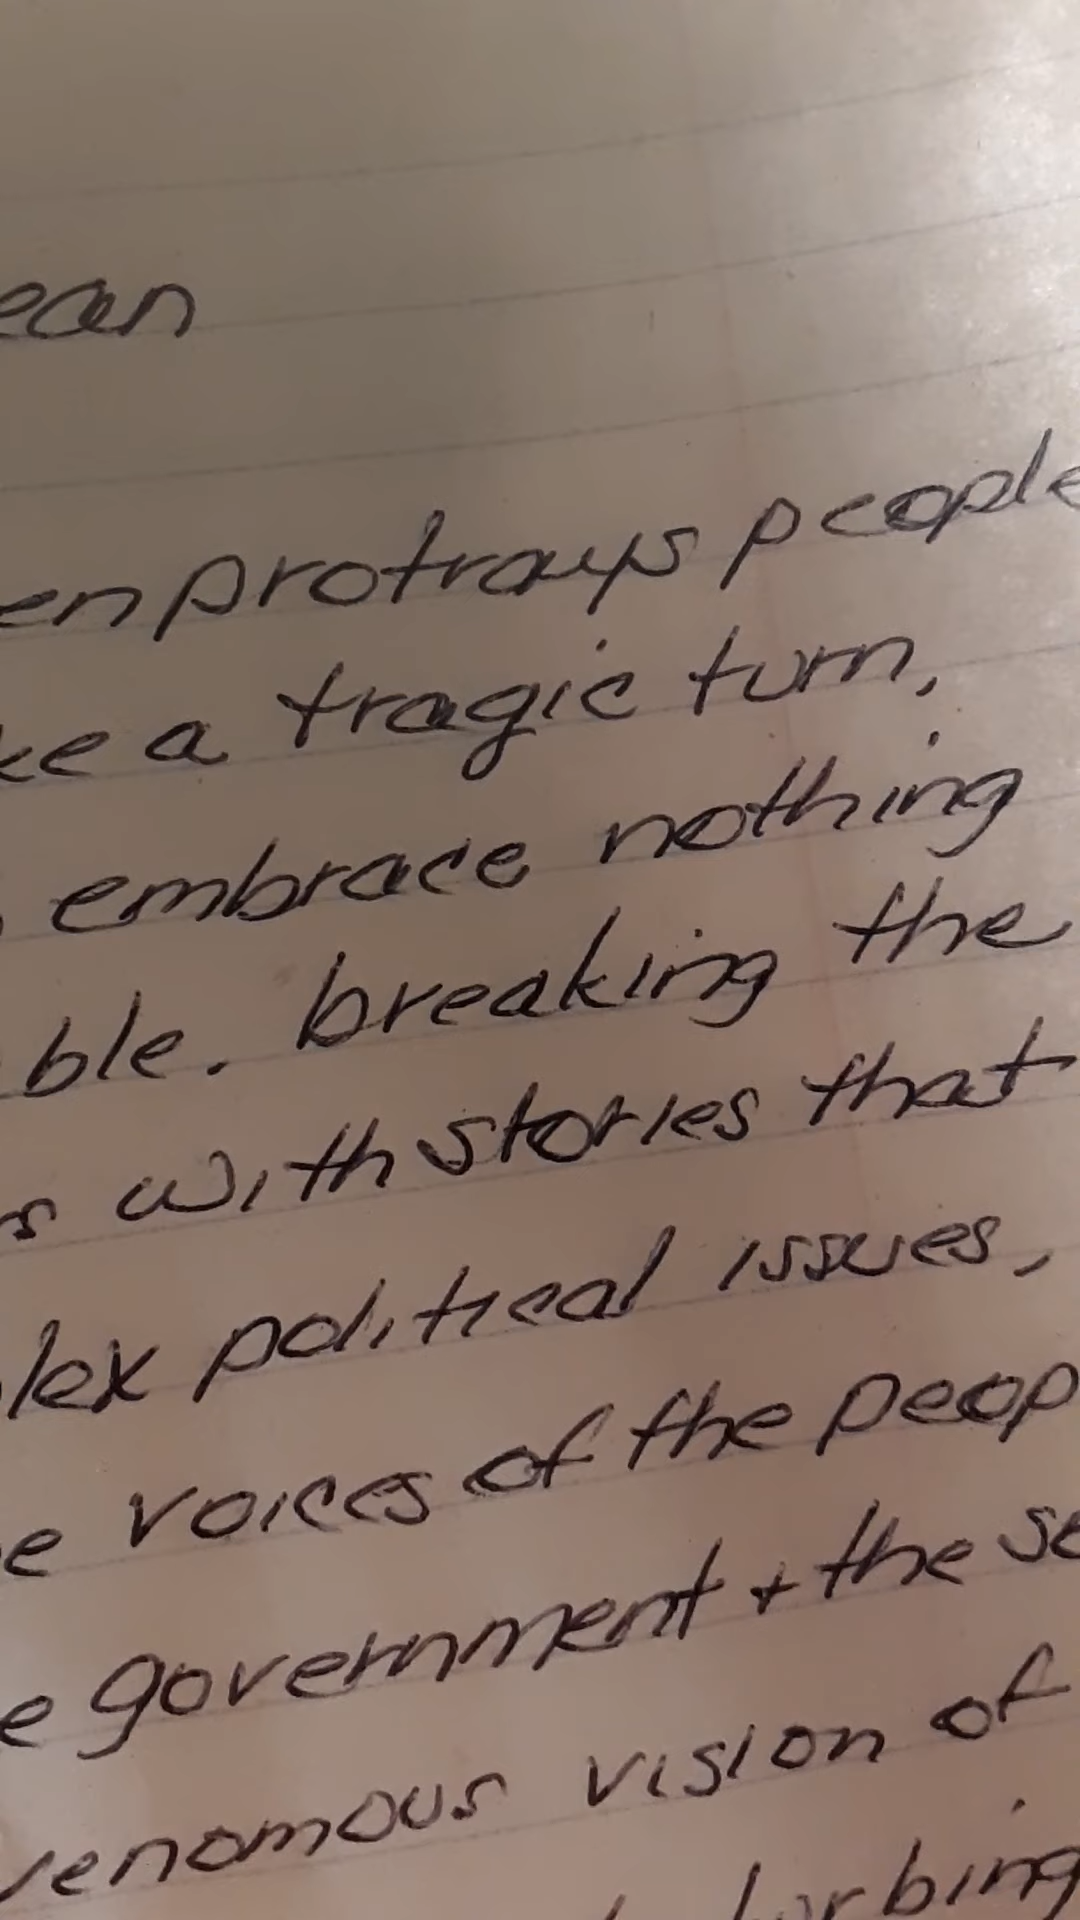 ean
en protrays people
ke a tragic turn,
embrace nothing
ble. breaking the
s with stories that
lex political issues,
e voices of the peop
e government + the se
venomous vision of